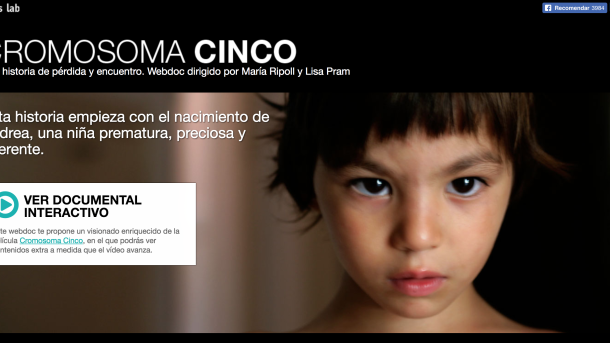 s lab
Recomendar 3984
CROMOSOMA CINCO
historia de pérdida y encuentro. Webdoc dirigido por María Ripoll y Lisa Pram
ta historia empieza con el nacimiento de
drea, una niña prematura, preciosa y
erente.
VER DOCUMENTAL
INTERACTIVO
te webdoc te propone un visionado enriquecido de la
lícula Cromosoma Cinco, en el que podrás ver
ntenidos extra a medida que el vídeo avanza.